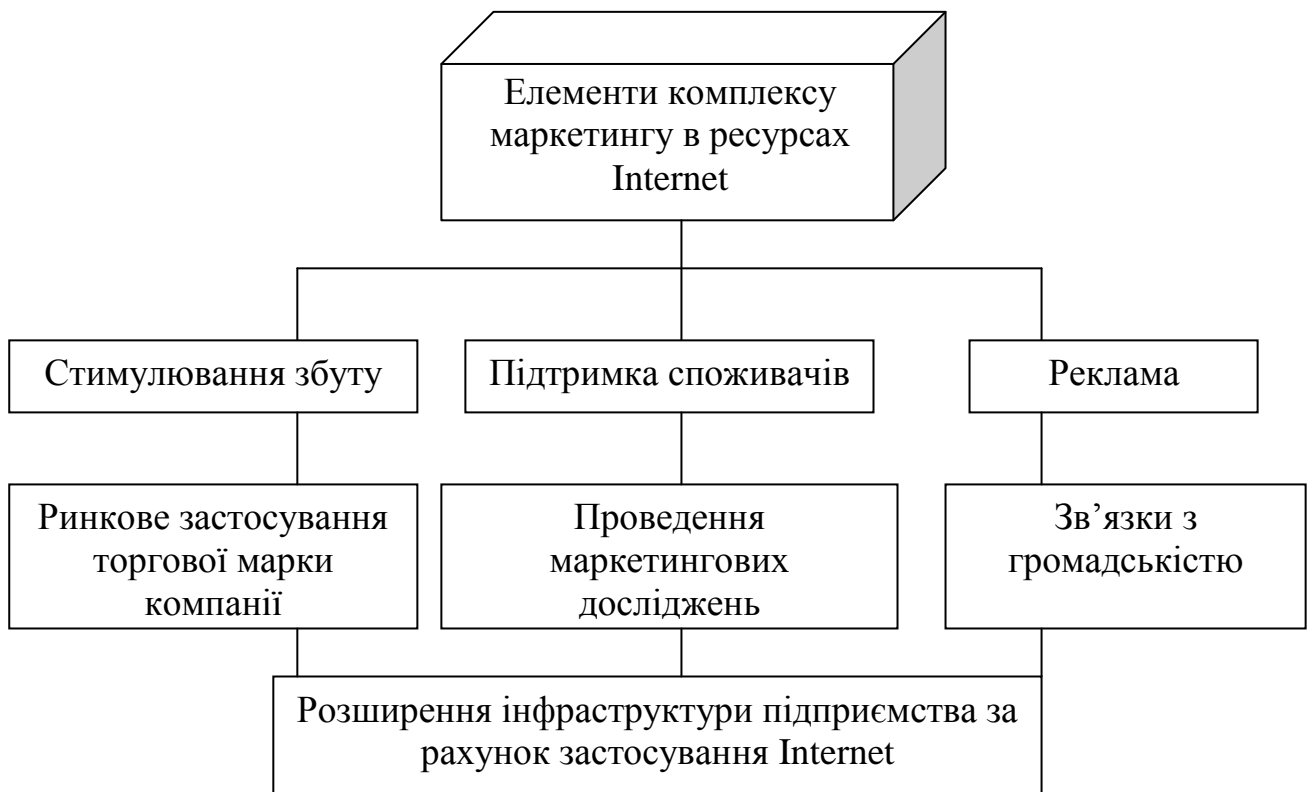 Елементи комплексу
маркетингу в ресурсах
Internet
Стимулювання збуту
Підтримка споживачів
Реклама
Ринкове застосування
торгової марки
компанії
Проведення
маркетингових
досліджень
Зв’язки з
громадськістю
Розширення інфраструктури підприємства за
рахунок застосування Internet